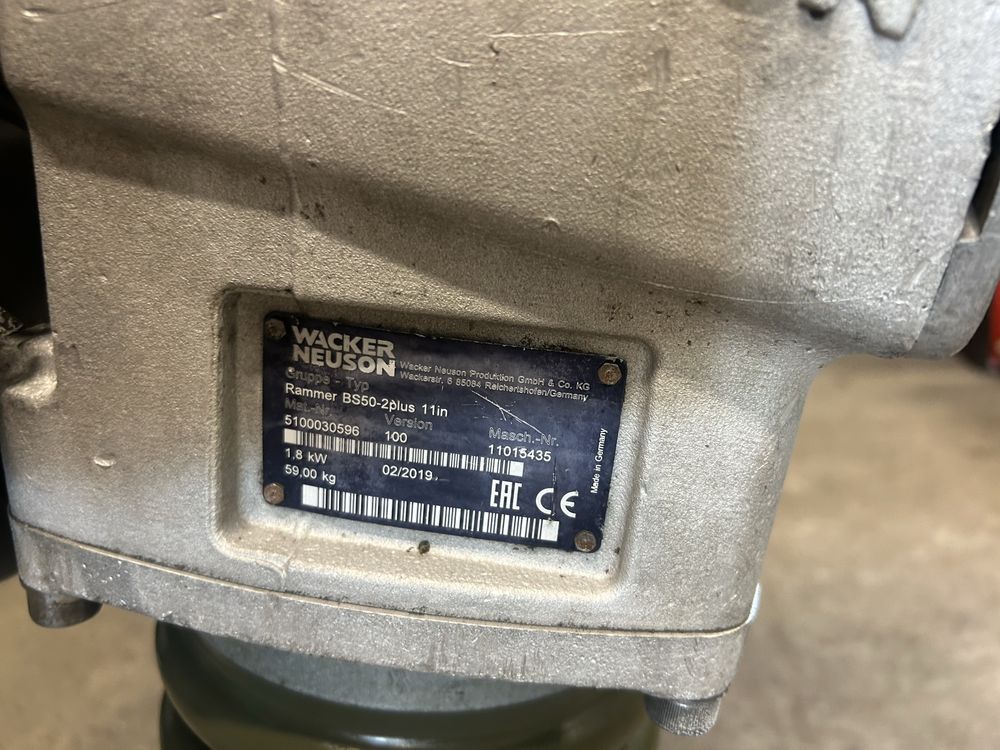 WACKER
NEUSON
Wacker Neuson Produktion GmbH & Co. KG
Wackerstr. 6 85084 Reichertshofen/Germany
Gruppe - Typ
Rammer BS50-2plus 11in
Mat.-Nr. Version Masch.-Nr.
5100030596 100 11015435
1,8 kW
59,00 kg 02/2019
EAC CE
Made in Germany